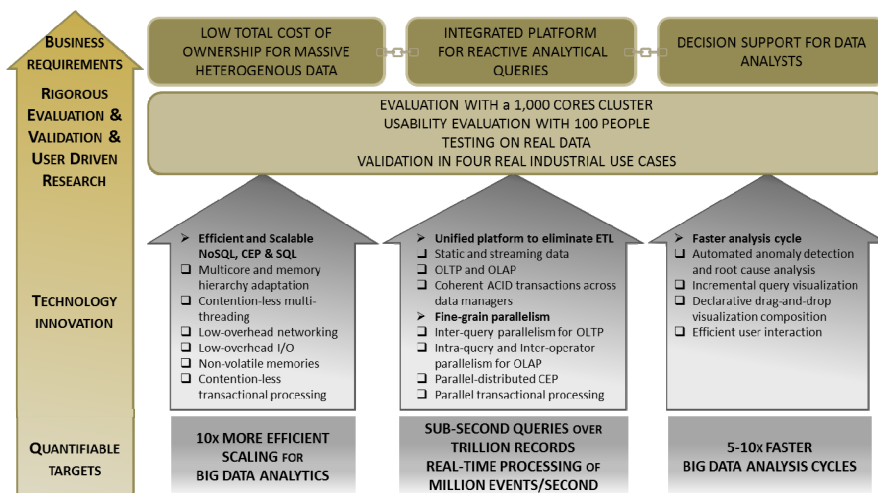 BUSINESS
REQUIREMENTS
LOW TOTAL COST OF
OWNERSHIP FOR MASSIVE
HETEROGENOUS DATA
INTEGRATED PLATFORM
FOR REACTIVE ANALYTICAL
QUERIES
DECISION SUPPORT FOR DATA
ANALYSTS
RIGOROUS
EVALUATION &
VALIDATION &
USER DRIVEN
RESEARCH
EVALUATION WITH a 1,000 CORES CLUSTER
USABILITY EVALUATION WITH 100 PEOPLE
TESTING ON REAL DATA
VALIDATION IN FOUR REAL INDUSTRIAL USE CASES
TECHNOLOGY
INNOVATION
➢ Efficient and Scalable
NoSQL, CEP & SQL
❑ Multicore and memory
hierarchy adaptation
❑ Contention-less multi-
threading
❑ Low-overhead networking
❑ Low-overhead I/O
❑ Non-volatile memories
❑ Contention-less
transactional processing
➢ Unified platform to eliminate ETL
❑ Static and streaming data
❑ OLTP and OLAP
❑ Coherent ACID transactions across
data managers
➢ Fine-grain parallelism
❑ Inter-query parallelism for OLTP
❑ Intra-query and Inter-operator
parallelism for OLAP
❑ Parallel-distributed CEP
❑ Parallel transactional processing
➢ Faster analysis cycle
❑ Automated anomaly detection
and root cause analysis
❑ Incremental query visualization
❑ Declarative drag-and-drop
visualization composition
❑ Efficient user interaction
QUANTIFIABLE
TARGETS
10X MORE EFFICIENT
SCALING FOR
BIG DATA ANALYTICS
SUB-SECOND QUERIES OVER
TRILLION RECORDS
REAL-TIME PROCESSING OF
MILLION EVENTS/SECOND
5-10X FASTER
BIG DATA ANALYSIS CYCLES